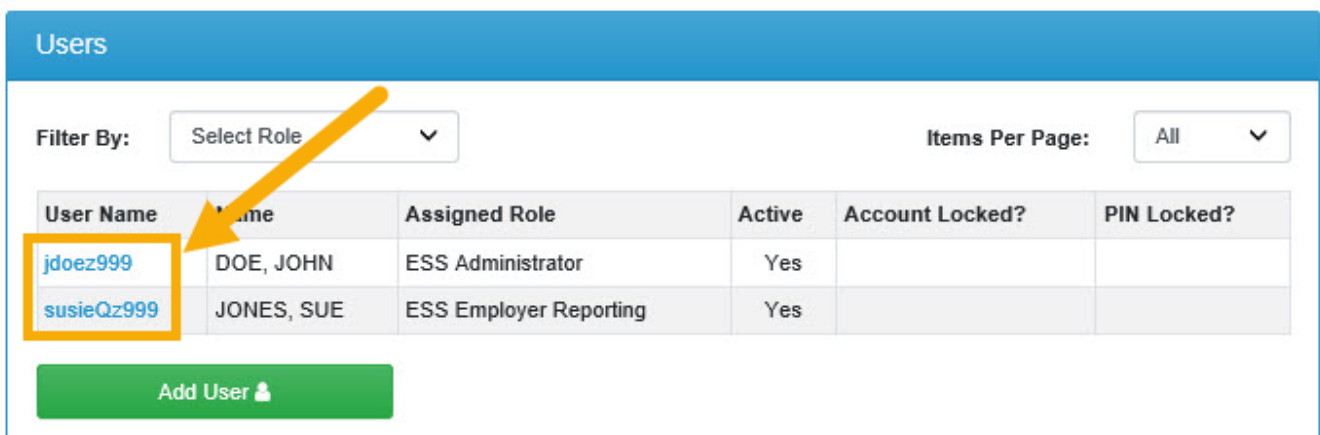 Users
Filter By: Select Role Items Per Page: All
User Name Assigned Role Active Account Locked? PIN Locked?
jdoez999 DOE, JOHN ESS Administrator Yes
susieQz999 JONES, SUE ESS Employer Reporting Yes
Add User